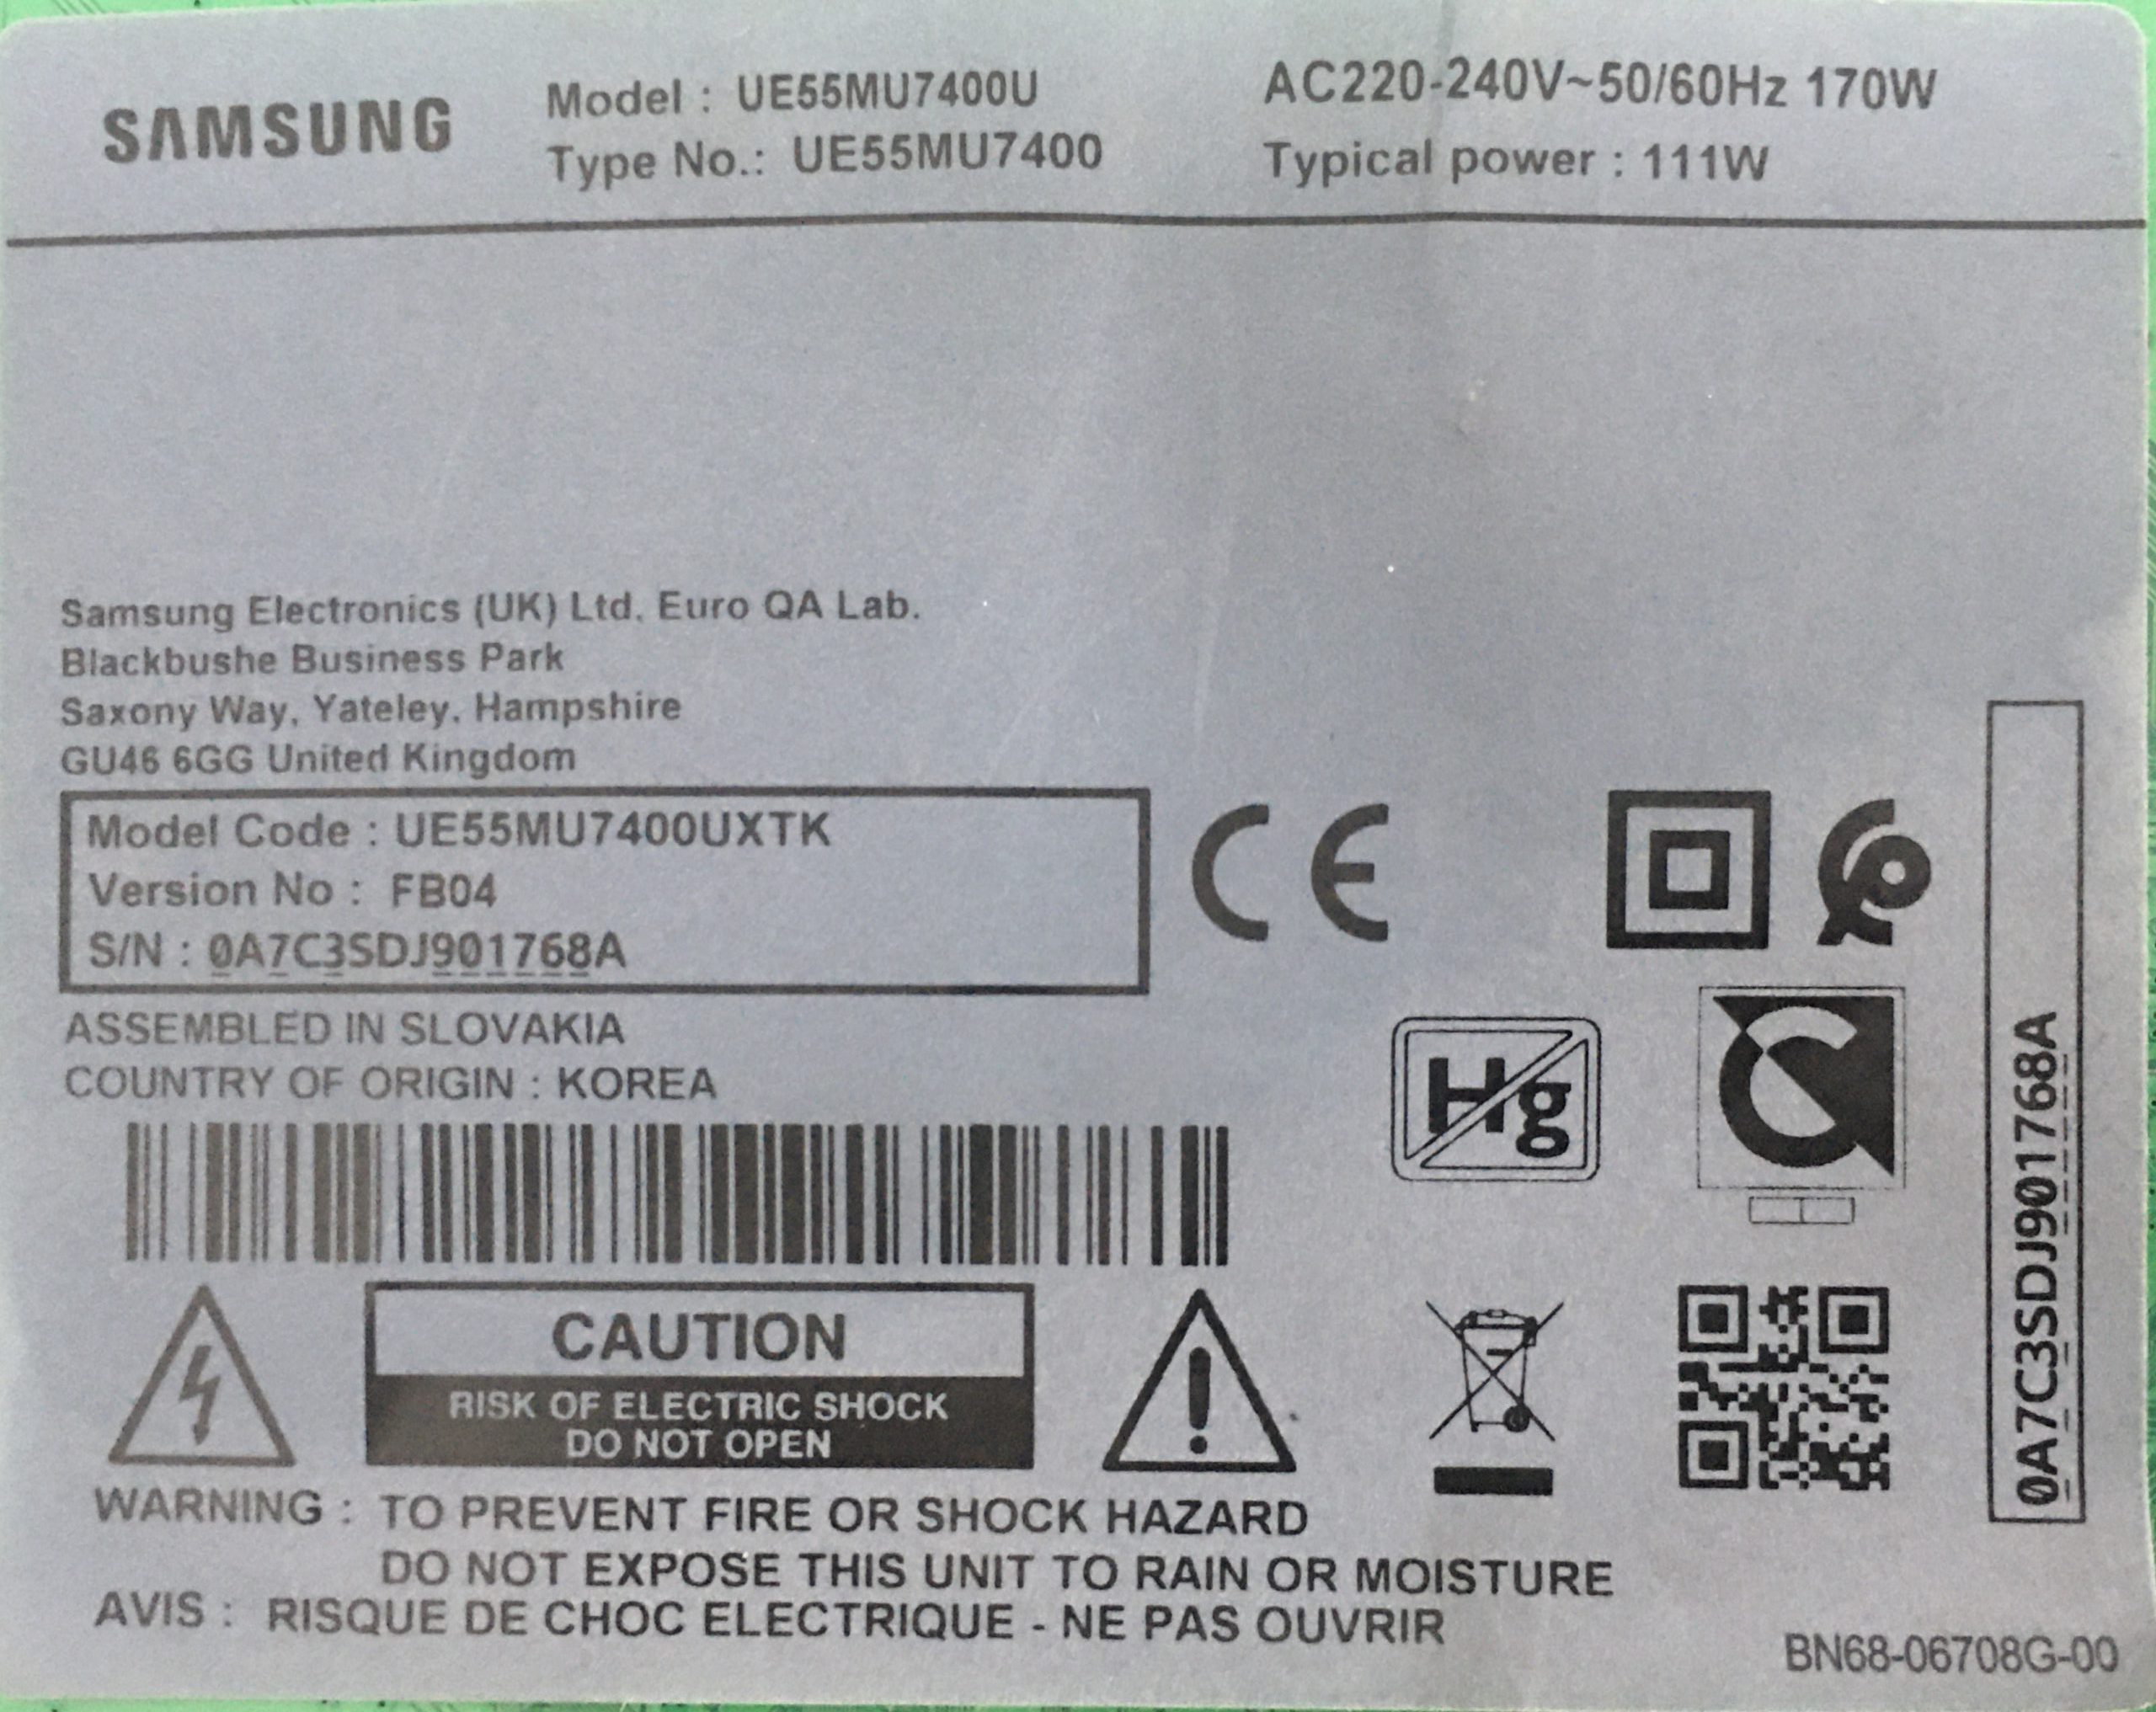 SAMSUNG
Model : UE55MU7400U
Type No.: UE55MU7400
AC220-240V~50/60Hz 170W
Typical power : 111W
Samsung Electronics (UK) Ltd. Euro QA Lab.
Blackbushe Business Park
Saxony Way, Yateley, Hampshire
GU46 6GG United Kingdom
Model Code : UE55MU7400UXTK
Version No : FB04
S/N : 0A7C3SDJ901768A
CE
ASSEMBLED IN SLOVAKIA
COUNTRY OF ORIGIN : KOREA
Hg
0A7C3SDJ901768A
CAUTION
RISK OF ELECTRIC SHOCK
DO NOT OPEN
WARNING : TO PREVENT FIRE OR SHOCK HAZARD
DO NOT EXPOSE THIS UNIT TO RAIN OR MOISTURE
AVIS : RISQUE DE CHOC ELECTRIQUE - NE PAS OUVRIR
BN68-06708G-00